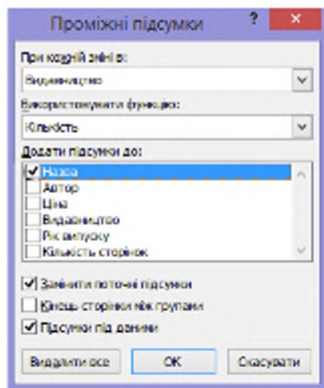 Проміжні підсумки
?
При кожній зміні в:
Видавництво
Використовувати функцію:
Кількість
Додати підсумки до:
Назва
Автор
Ціна
Видавництво
Рік випуску
Кількість сторінок
Замінити поточні підсумки
Кінець сторінки між групами
Підсумки під даними
Видалити все ОК Скасувати